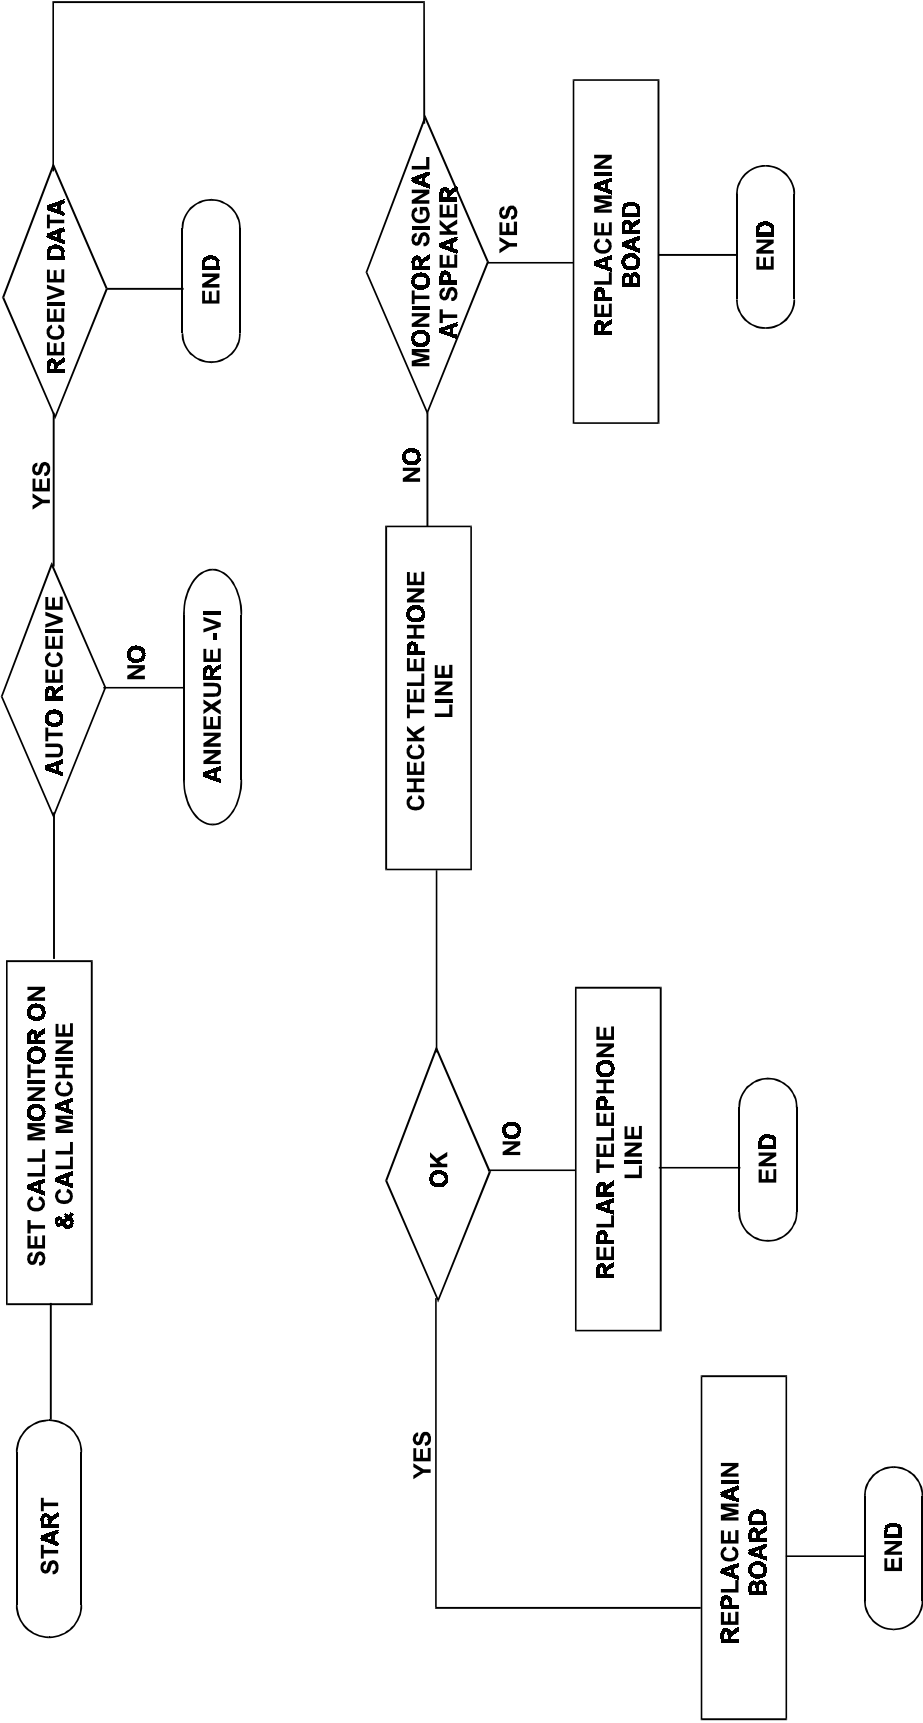 START
SET CALL MONITOR ON
& CALL MACHINE
AUTO RECEIVE
NO
ANNEXURE -VI
YES
RECEIVE DATA
END
MONITOR SIGNAL
AT SPEAKER
YES
REPLACE MAIN
BOARD
END
NO
CHECK TELEPHONE
LINE
OK
NO
REPLAR TELEPHONE
LINE
END
YES
REPLACE MAIN
BOARD
END